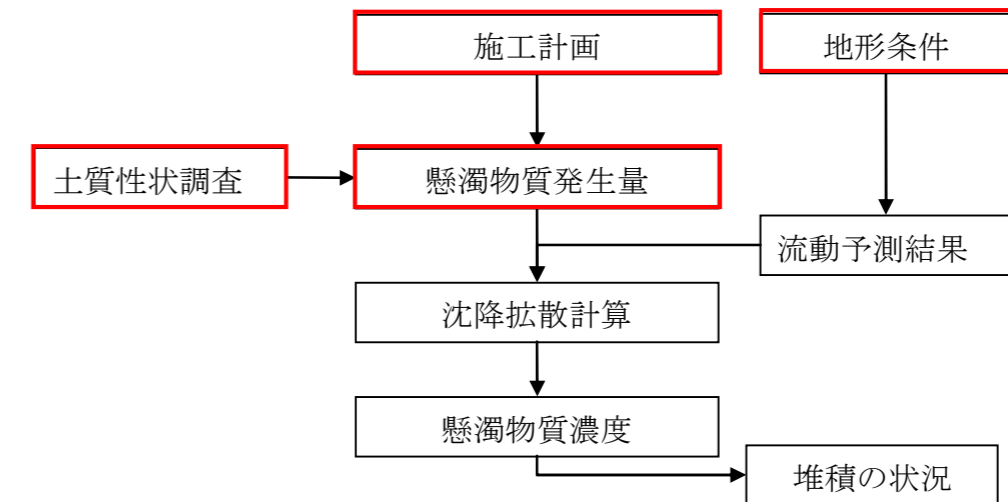 施工計画
地形条件
土質性状調査
懸濁物質発生量
流動予測結果
沈降拡散計算
懸濁物質濃度
堆積の状況